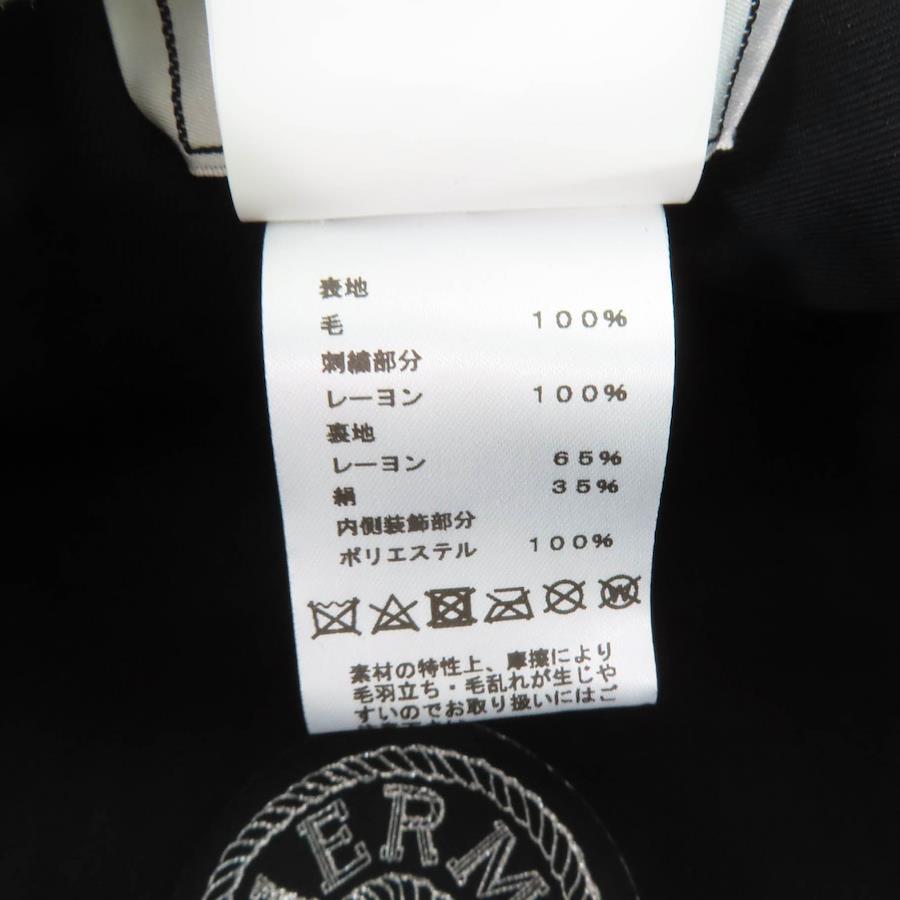 表地
毛 100%
刺繍部分
レーヨン 100%
裏地
レーヨン 65%
絹 35%
内側装飾部分
ポリエステル 100%
W
素材の特性上、摩擦により
毛羽立ち・毛乱れが生じや
すいのでお取り扱いにはご
ERM